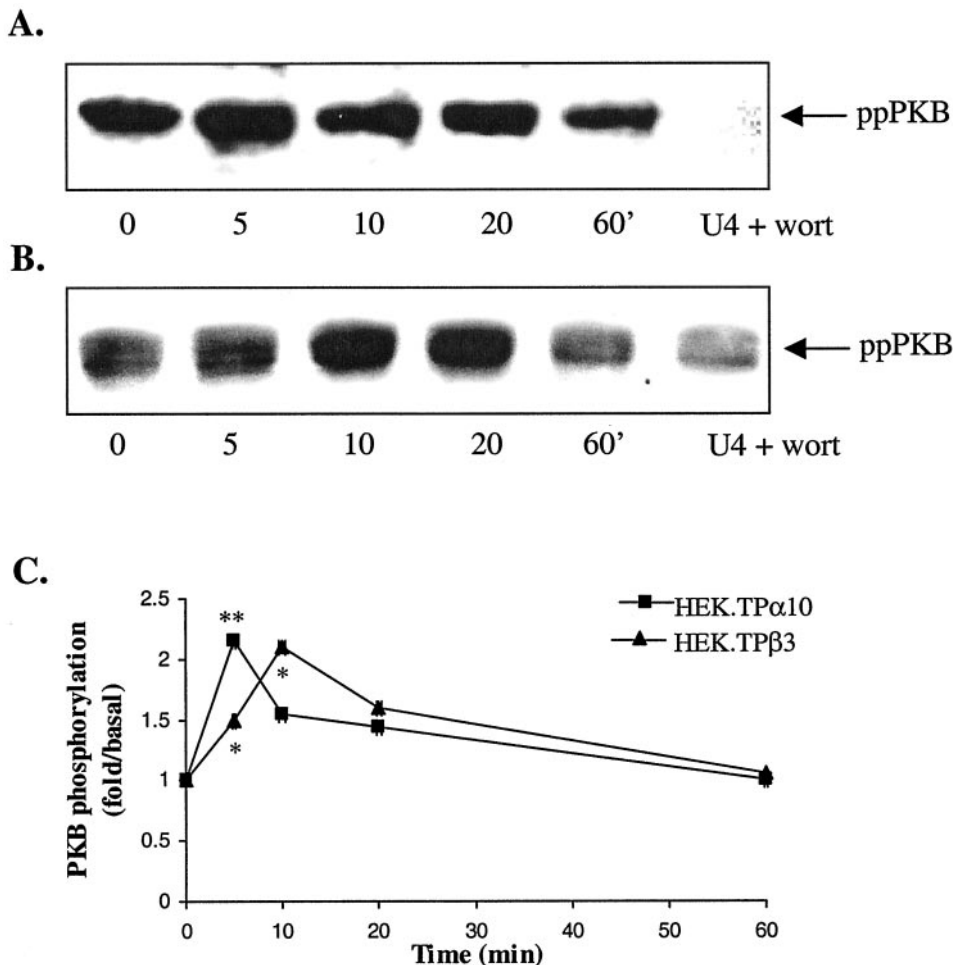 A.
ppPKB
0 5 10 20 60’ U4 + wort
B.
ppPKB
0 5 10 20 60’ U4 + wort
C.
2.5
2
1.5
1
0.5
0
PKB phosphorylation
(fold/basal)
**
*
*
HEK.TPα10
HEK.TPβ3
0 10 20 30 40 50 60
Time (min)